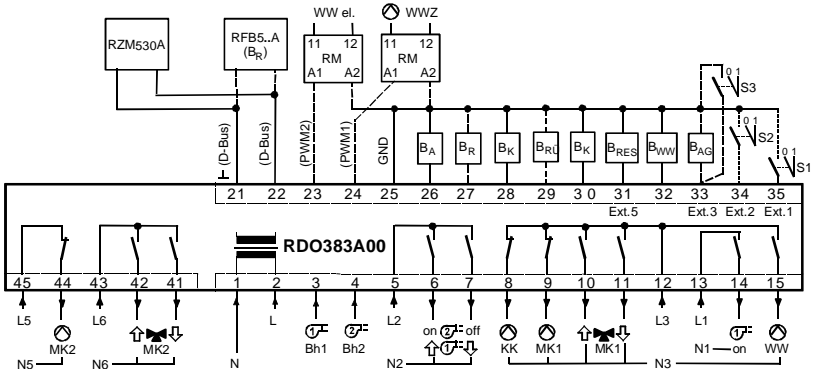 WW el.
WWZ
RZM530A
RFB5..A
(BR)
11 12
RM
A1 A2
11 12
RM
A1 A2
0 1
S3
0 1
S2
0 1
S1
(D-Bus)
(D-Bus)
(PWM2)
(PWM1)
GND
BA
BR
BK
BRÜ
BK
BRES
BWW
BAG
21 22 23 24 25 26 27 28 29 30 31 32 33 34 35
Ext.5 Ext.3 Ext.2 Ext.1
RDO383A00
45 44 43 42 41 1 2 3 4 5 6 7 8 9 10 11 12 13 14 15
L5 L6 L L2 L3 L1
1 2
on 2 off
1
1
MK2 MK2 Bh1 Bh2 KK MK1 MK1 on WW
N5 N6 N N2 N3 N1